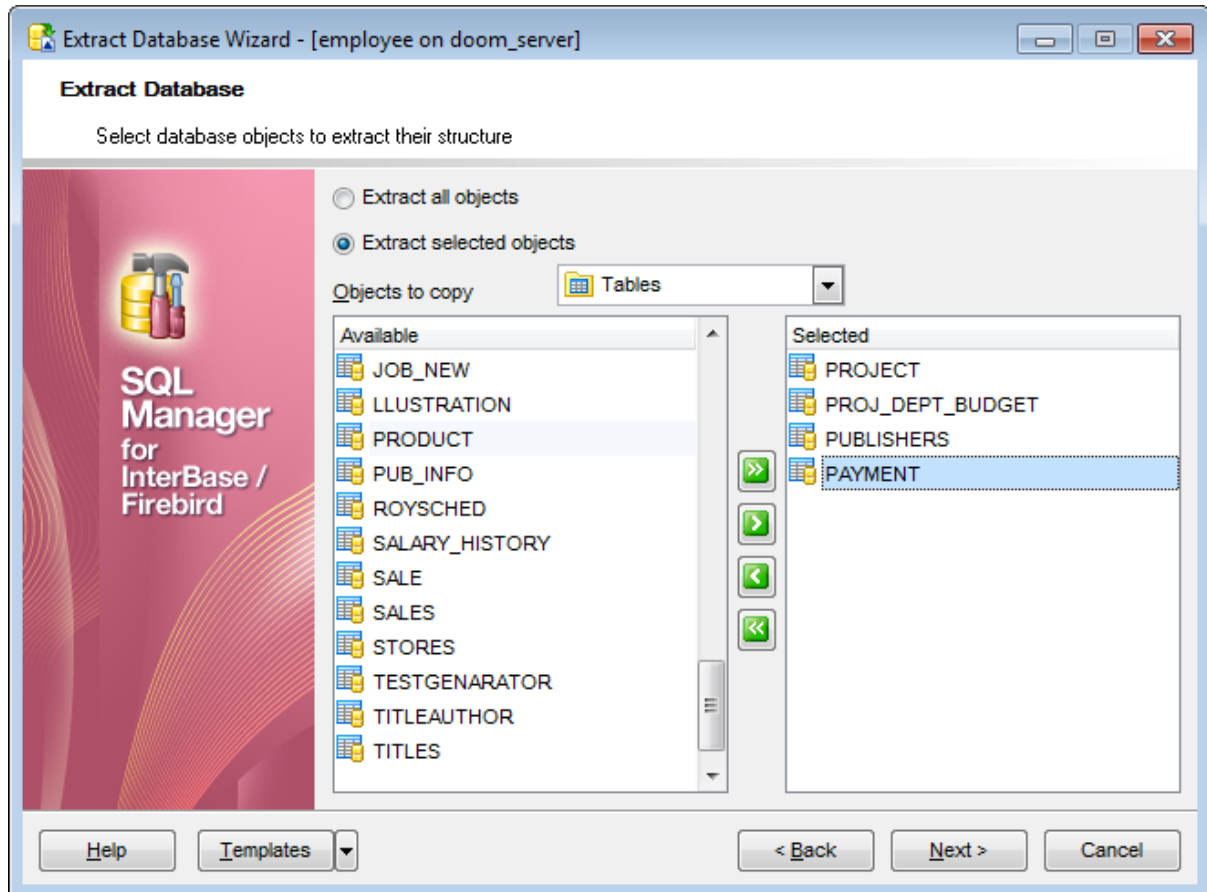 Extract Database Wizard - [employee on doom_server]
Extract Database
Select database objects to extract their structure
Extract all objects
Extract selected objects
Objects to copy
Tables
Available
JOB_NEW
LLUSTRATION
PRODUCT
PUB_INFO
ROYSCHED
SALARY_HISTORY
SALE
SALES
STORES
TESTGENARATOR
TITLEAUTHOR
TITLES
Selected
PROJECT
PROJ_DEPT_BUDGET
PUBLISHERS
PAYMENT
SQL
Manager
for
InterBase /
Firebird
Help
Templates
< Back
Next >
Cancel